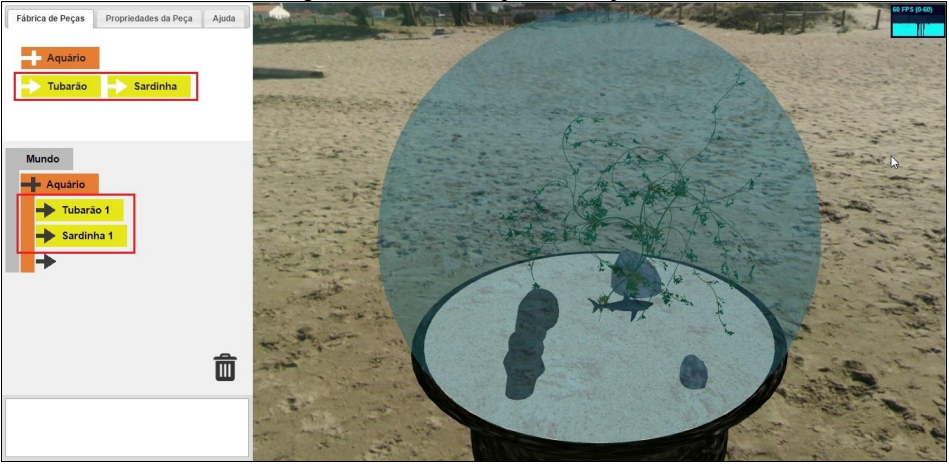 Fábrica de Peças Propriedades da Peça Ajuda
60 FPS (0-60)
Aquário
Tubarão Sardinha
Mundo
Aquário
Tubarão 1
Sardinha 1